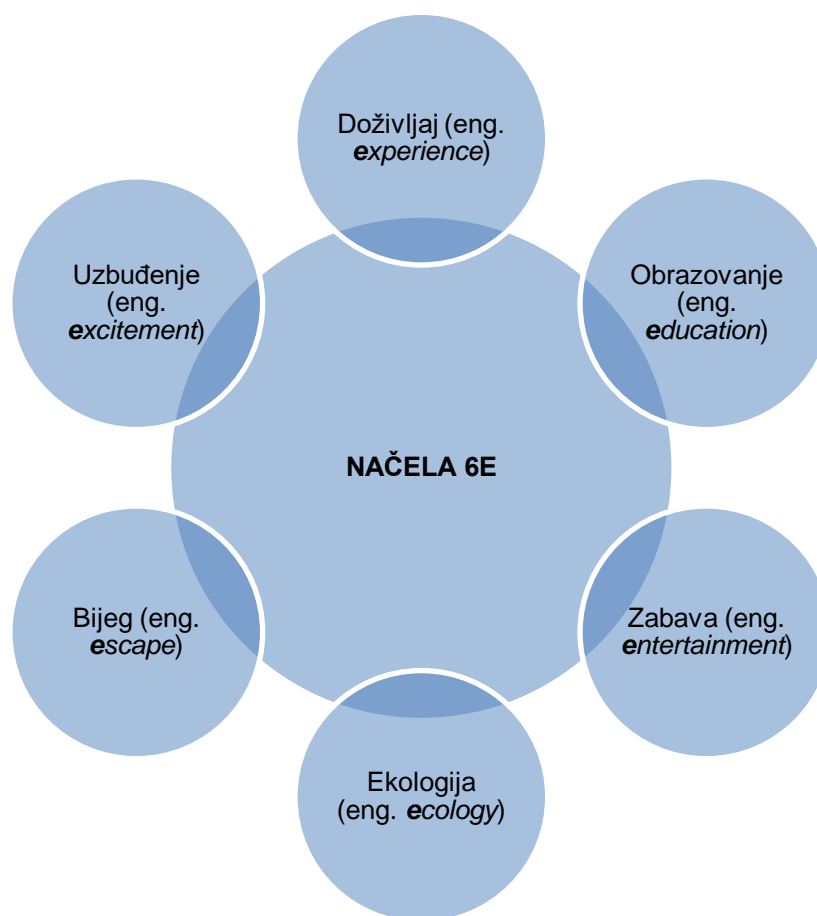 Doživljaj (eng.
experience)
Uzbuđenje
(eng.
excitement)
Obrazovanje
(eng.
education)
NAČELA 6E
Bijeg (eng.
escape)
Zabava (eng.
entertainment)
Ekologija
(eng. ecology)